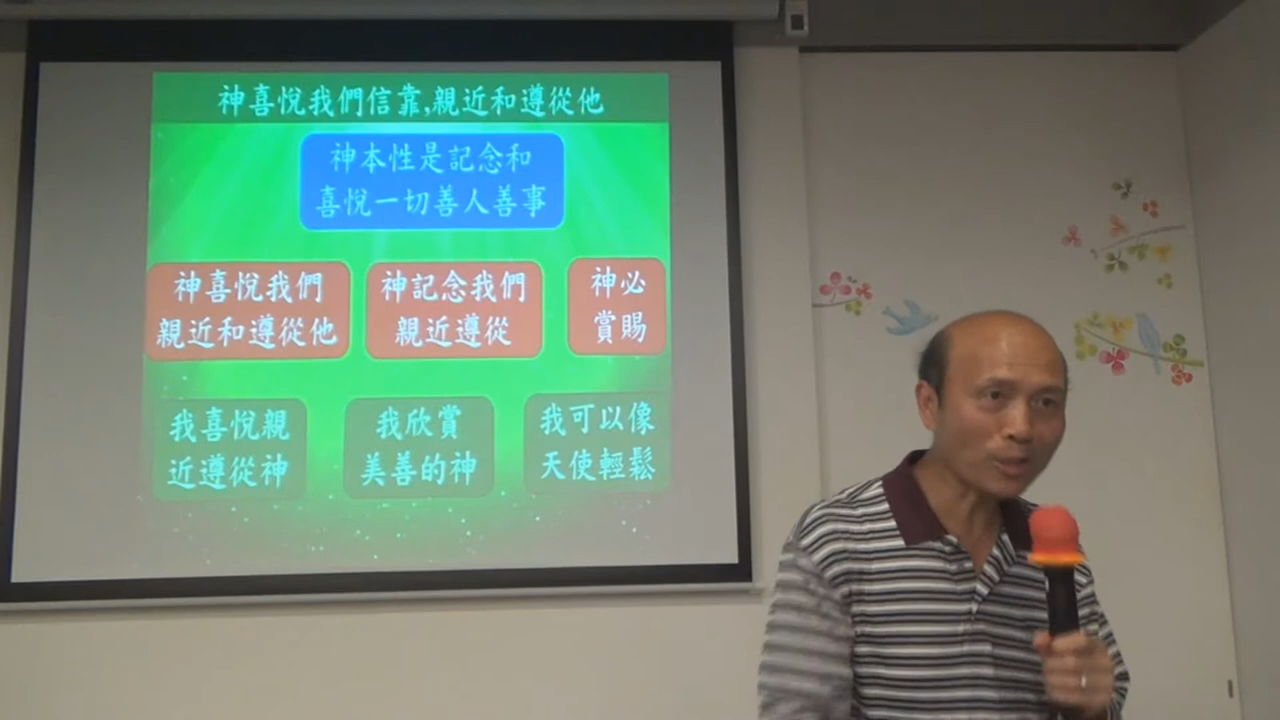 神喜悅我們信靠,親近和遵從他
神本性是記念和
喜悅一切善人善事
神喜悅我們
親近和遵從他
神記念我們
親近遵從
神必
賞賜
我喜悅親
近遵從神
我欣賞
美善的神
我可以像
天使輕鬆